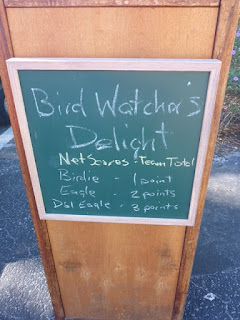 Bird Watcher's
Delight
Net Scores - Team Total
Birdie - 1 point
Eagle - 2 points
Dbl Eagle - 3 points